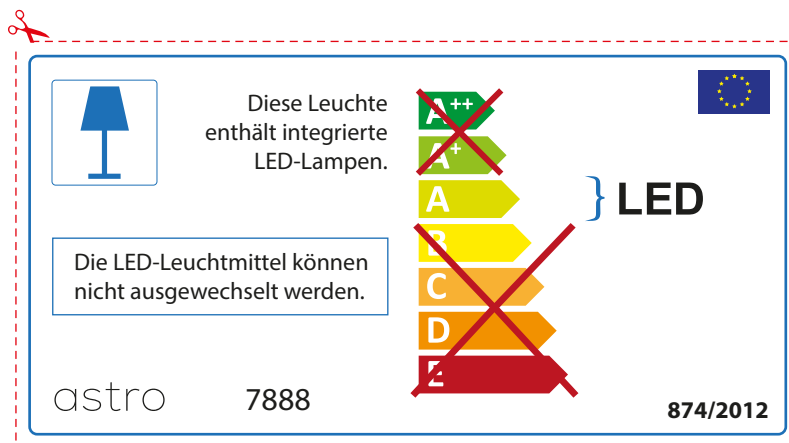 Diese Leuchte
enthält integrierte
LED-Lampen.
Die LED-Leuchtmittel können
nicht ausgewechselt werden.
A++
A+
A
B
C
D
E
LED
astro
7888
874/2012